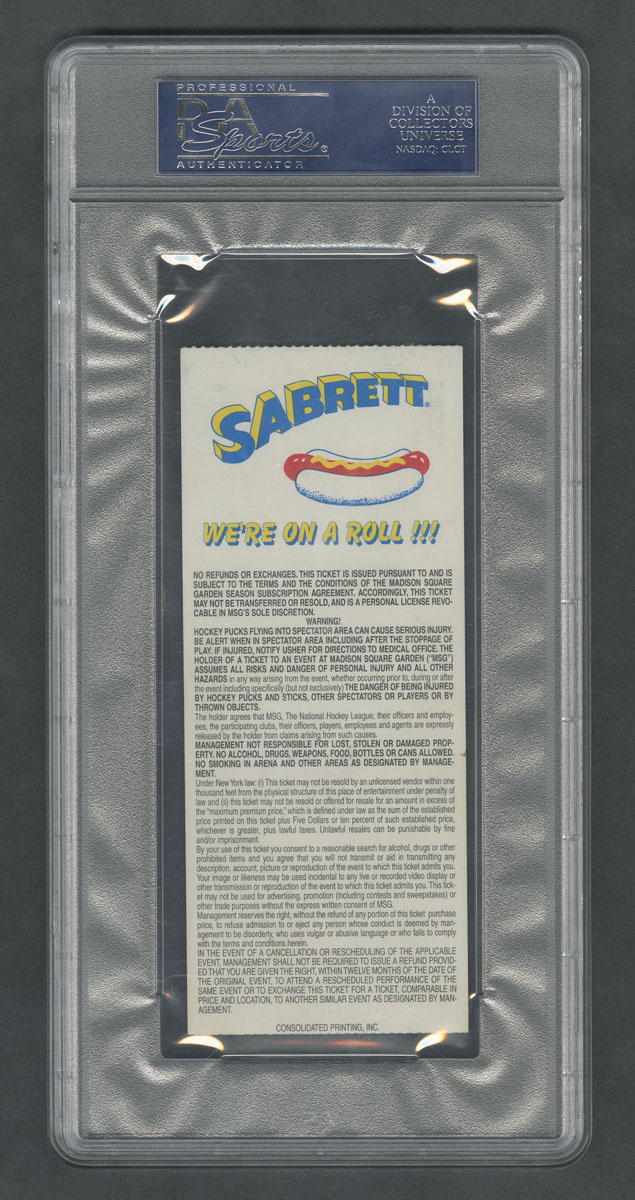 PROFESSIONAL
PSA
Sports®
AUTHENTICATOR
A
DIVISION OF
COLLECTORS
UNIVERSE
NASDAQ: CLCT
SABRETT®
WE'RE ON A ROLL !!!
NO REFUNDS OR EXCHANGES. THIS TICKET IS ISSUED PURSUANT TO AND IS
SUBJECT TO THE TERMS AND THE CONDITIONS OF THE MADISON SQUARE
GARDEN SEASON SUBSCRIPTION AGREEMENT. ACCORDINGLY, THIS TICKET
MAY NOT BE TRANSFERRED OR RESOLD, AND IS A PERSONAL LICENSE REVO-
CABLE IN MSG'S SOLE DISCRETION.
WARNING!
HOCKEY PUCKS FLYING INTO SPECTATOR AREA CAN CAUSE SERIOUS INJURY.
BE ALERT WHEN IN SPECTATOR AREA INCLUDING AFTER THE STOPPAGE OF
PLAY. IF INJURED, NOTIFY USHER FOR DIRECTIONS TO MEDICAL OFFICE. THE
HOLDER OF A TICKET TO AN EVENT AT MADISON SQUARE GARDEN ("MSG")
ASSUMES ALL RISKS AND DANGER OF PERSONAL INJURY AND ALL OTHER
HAZARDS in any way arising from the event, whether occurring prior to, during or after
the event including specifically (but not exclusively) THE DANGER OF BEING INJURED
BY HOCKEY PUCKS AND STICKS, OTHER SPECTATORS OR PLAYERS OR BY
THROWN OBJECTS.
The holder agrees that MSG, The National Hockey League, their officers and employ-
ees, the participating clubs, their officers, players, employees and agents are expressly
released by the holder from claims arising from such causes.
MANAGEMENT NOT RESPONSIBLE FOR LOST, STOLEN OR DAMAGED PROP-
ERTY. NO ALCOHOL, DRUGS, WEAPONS, FOOD, BOTTLES OR CANS ALLOWED.
NO SMOKING IN ARENA AND OTHER AREAS AS DESIGNATED BY MANAGE-
MENT.
Under New York law: (i) This ticket may not be resold by an unlicensed vendor within one
thousand feet from the physical structure of this place of entertainment under penalty of
law and (ii) this ticket may not be resold or offered for resale for an amount in excess of
the "maximum premium price," which is defined under law as the sum of the established
price printed on this ticket plus Five Dollars or ten percent of such established price,
whichever is greater, plus lawful taxes. Unlawful resales can be punishable by fine
and/or imprisonment.
By your use of this ticket you consent to a reasonable search for alcohol, drugs or other
prohibited items and you agree that you will not transmit or aid in transmitting any
description, account, picture or reproduction of the event to which this ticket admits you.
Your image or likeness may be used incidental to any live or recorded video display or
other transmission or reproduction of the event to which this ticket admits you. This tick-
et may not be used for advertising, promotion (including contests and sweepstakes) or
other trade purposes without the express written consent of MSG.
Management reserves the right, without the refund of any portion of this ticket purchase
price, to refuse admission to or eject any person whose conduct is deemed by man-
agement to be disorderly, who uses vulgar or abusive language or who fails to comply
with the terms and conditions herein.
IN THE EVENT OF A CANCELLATION OR RESCHEDULING OF THE APPLICABLE
EVENT, MANAGEMENT SHALL NOT BE REQUIRED TO ISSUE A REFUND PROVID-
ED THAT YOU ARE GIVEN THE RIGHT, WITHIN TWELVE MONTHS OF THE DATE OF
THE ORIGINAL EVENT, TO ATTEND A RESCHEDULED PERFORMANCE OF THE
SAME EVENT OR TO EXCHANGE THIS TICKET FOR A TICKET, COMPARABLE IN
PRICE AND LOCATION, TO ANOTHER SIMILAR EVENT AS DESIGNATED BY MAN-
AGEMENT.
CONSOLIDATED PRINTING, INC.